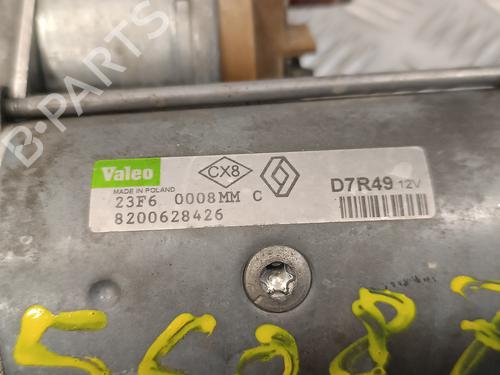 B-PARTS
Valeo
CX8
D7R49 12V
MADE IN POLAND
23F6 0008MM C
8200628426